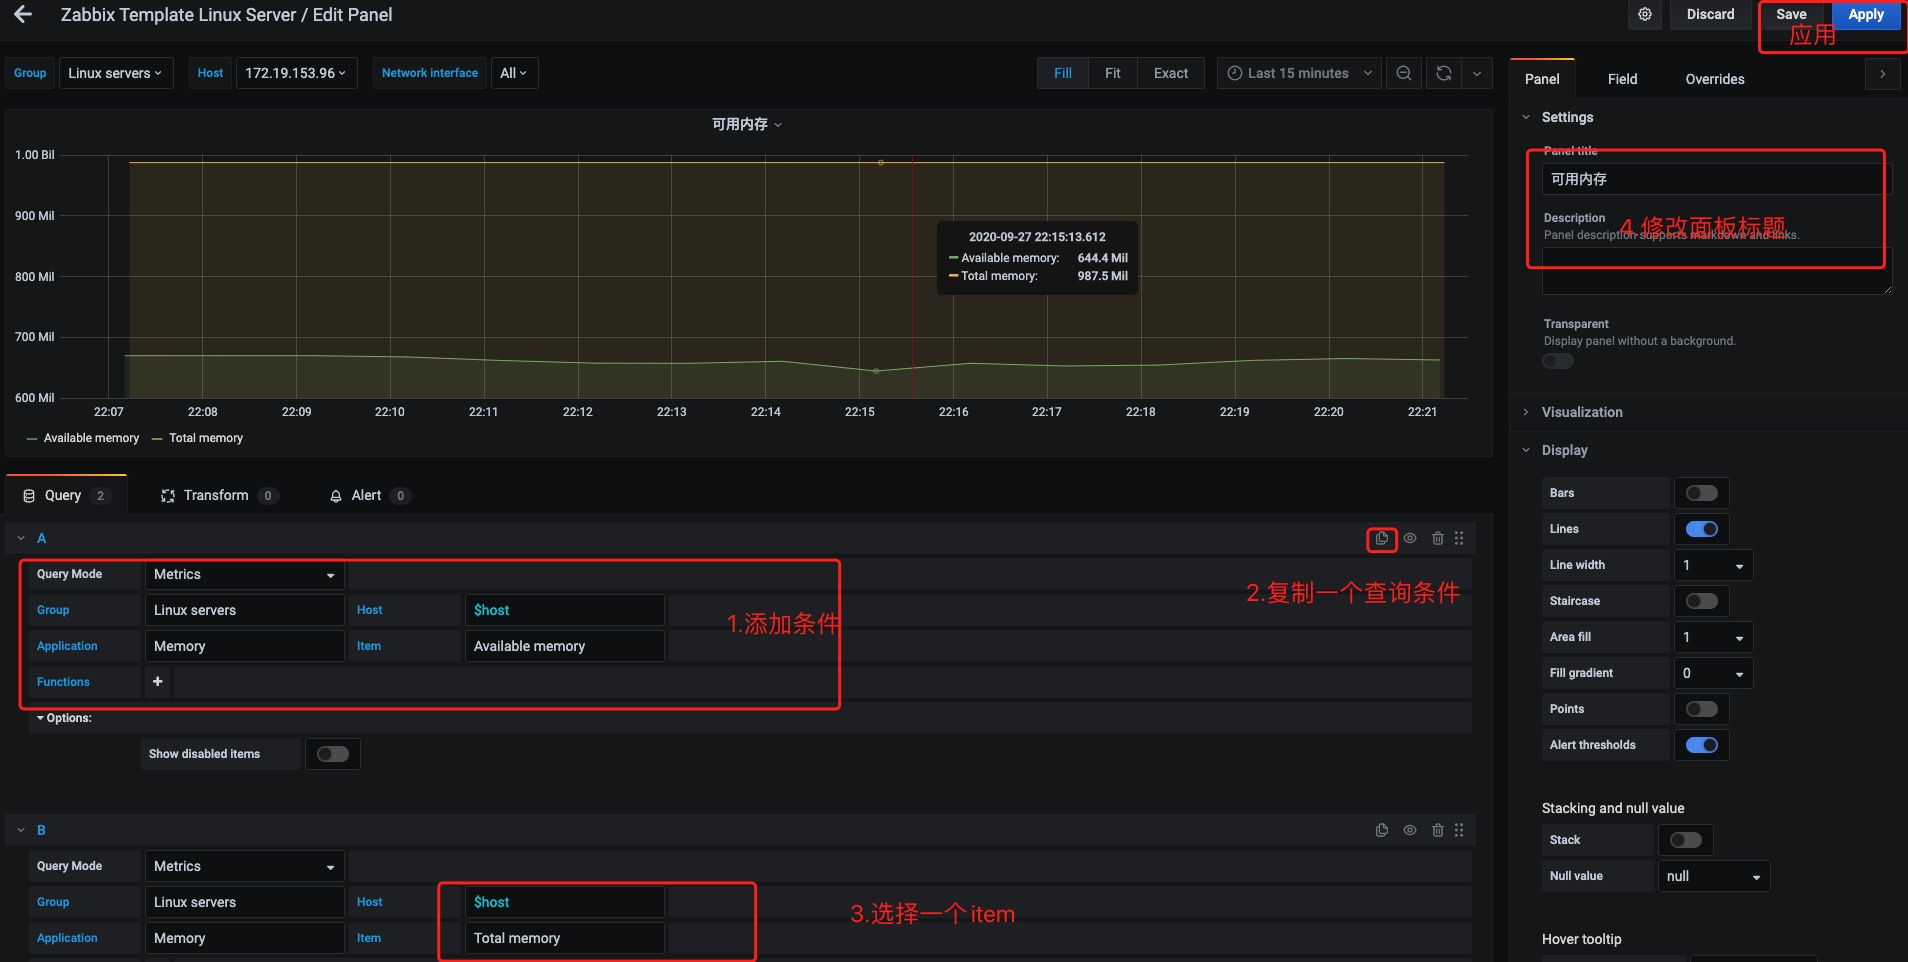 Zabbix Template Linux Server / Edit Panel
Discard
Save
Apply
应用
Group
Linux servers
Host
172.19.153.96
Network interface
All
Fill
Fit
Exact
Last 15 minutes
可用内存
1.00 Bil
900 Mil
800 Mil
700 Mil
600 Mil
2020-09-27 22:15:13.612
Available memory: 644.4 Mil
Total memory: 987.5 Mil
22:07
22:08
22:09
22:10
22:11
22:12
22:13
22:14
22:15
22:16
22:17
22:18
22:19
22:20
22:21
Available memory
Total memory
Query 2
Transform 0
Alert 0
A
Query Mode
Metrics
Group
Linux servers
Host
$host
Application
Memory
Item
Available memory
Functions
+
1.添加条件
2.复制一个查询条件
Options:
Show disabled items
B
Query Mode
Metrics
Group
Linux servers
Host
$host
Application
Memory
Item
Total memory
3.选择一个item
Panel
Field
Overrides
Settings
Panel title
可用内存
Description
Panel description supports markdown and links.
4.修改面板标题
Transparent
Display panel without a background.
Visualization
Display
Bars
Lines
Line width
1
Staircase
Area fill
1
Fill gradient
0
Points
Alert thresholds
Stacking and null value
Stack
Null value
null
Hover tooltip